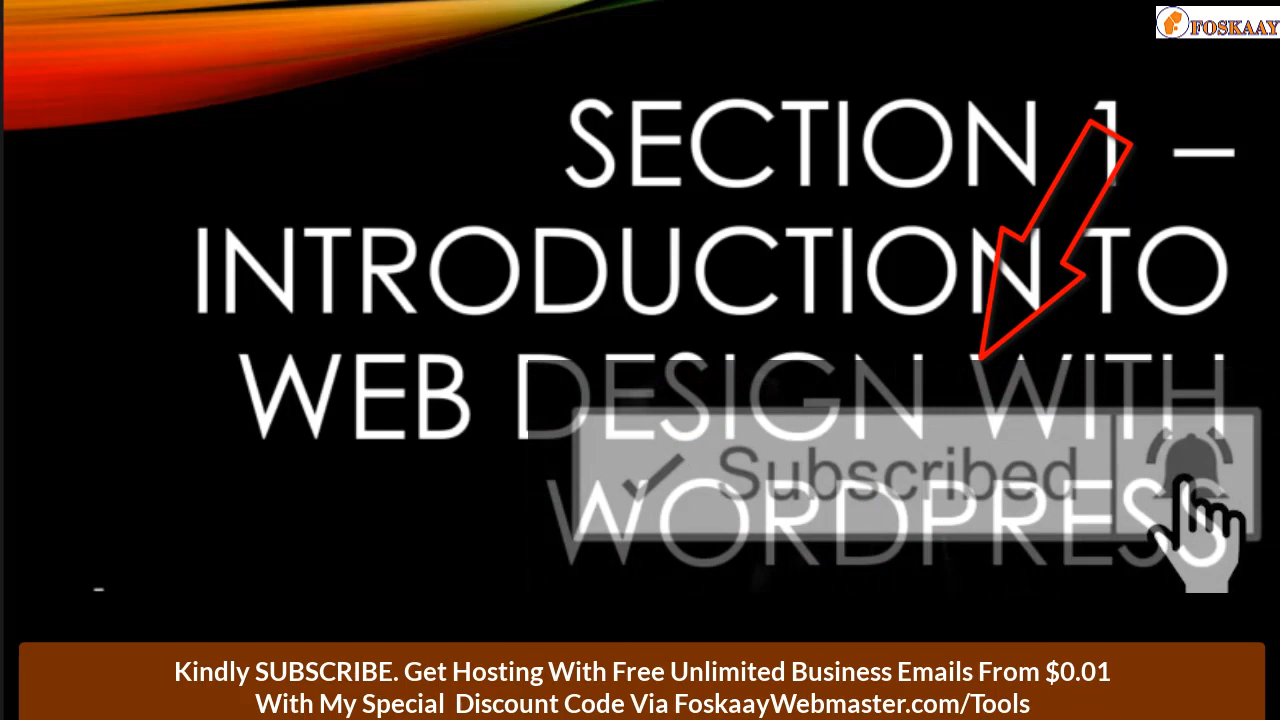 FOSKAAY
SECTION 1 –
INTRODUCTION TO
WEB DESIGN WITH
WORDPRESS
Subscribed
Kindly SUBSCRIBE. Get Hosting With Free Unlimited Business Emails From $0.01
With My Special Discount Code Via FoskaayWebmaster.com/Tools